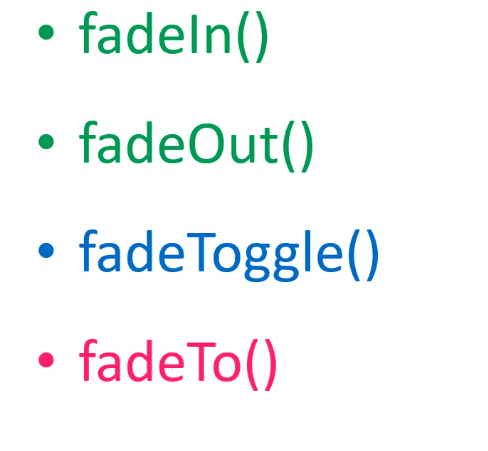 • fadeIn()
• fadeOut()
• fadeToggle()
• fadeTo()